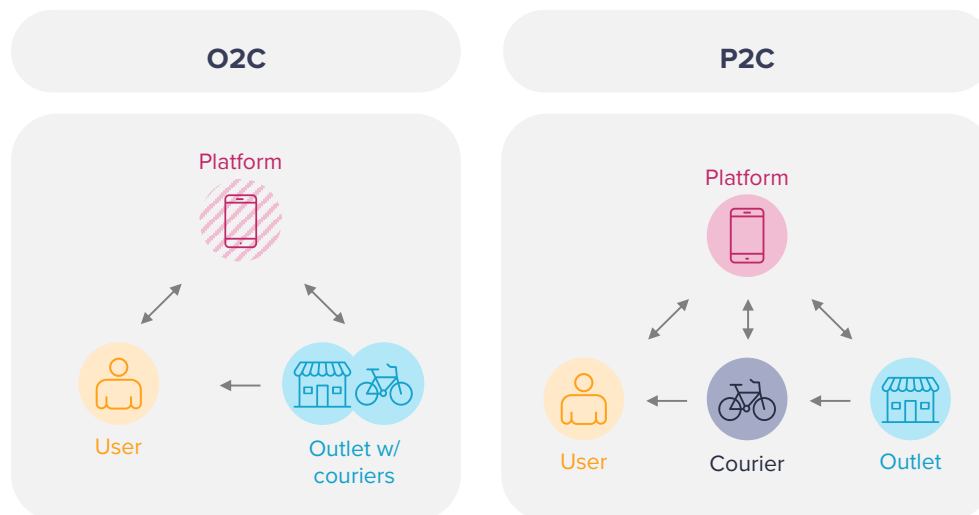 O2C
Platform
User
Outlet w/
couriers
P2C
Platform
User
Courier
Outlet